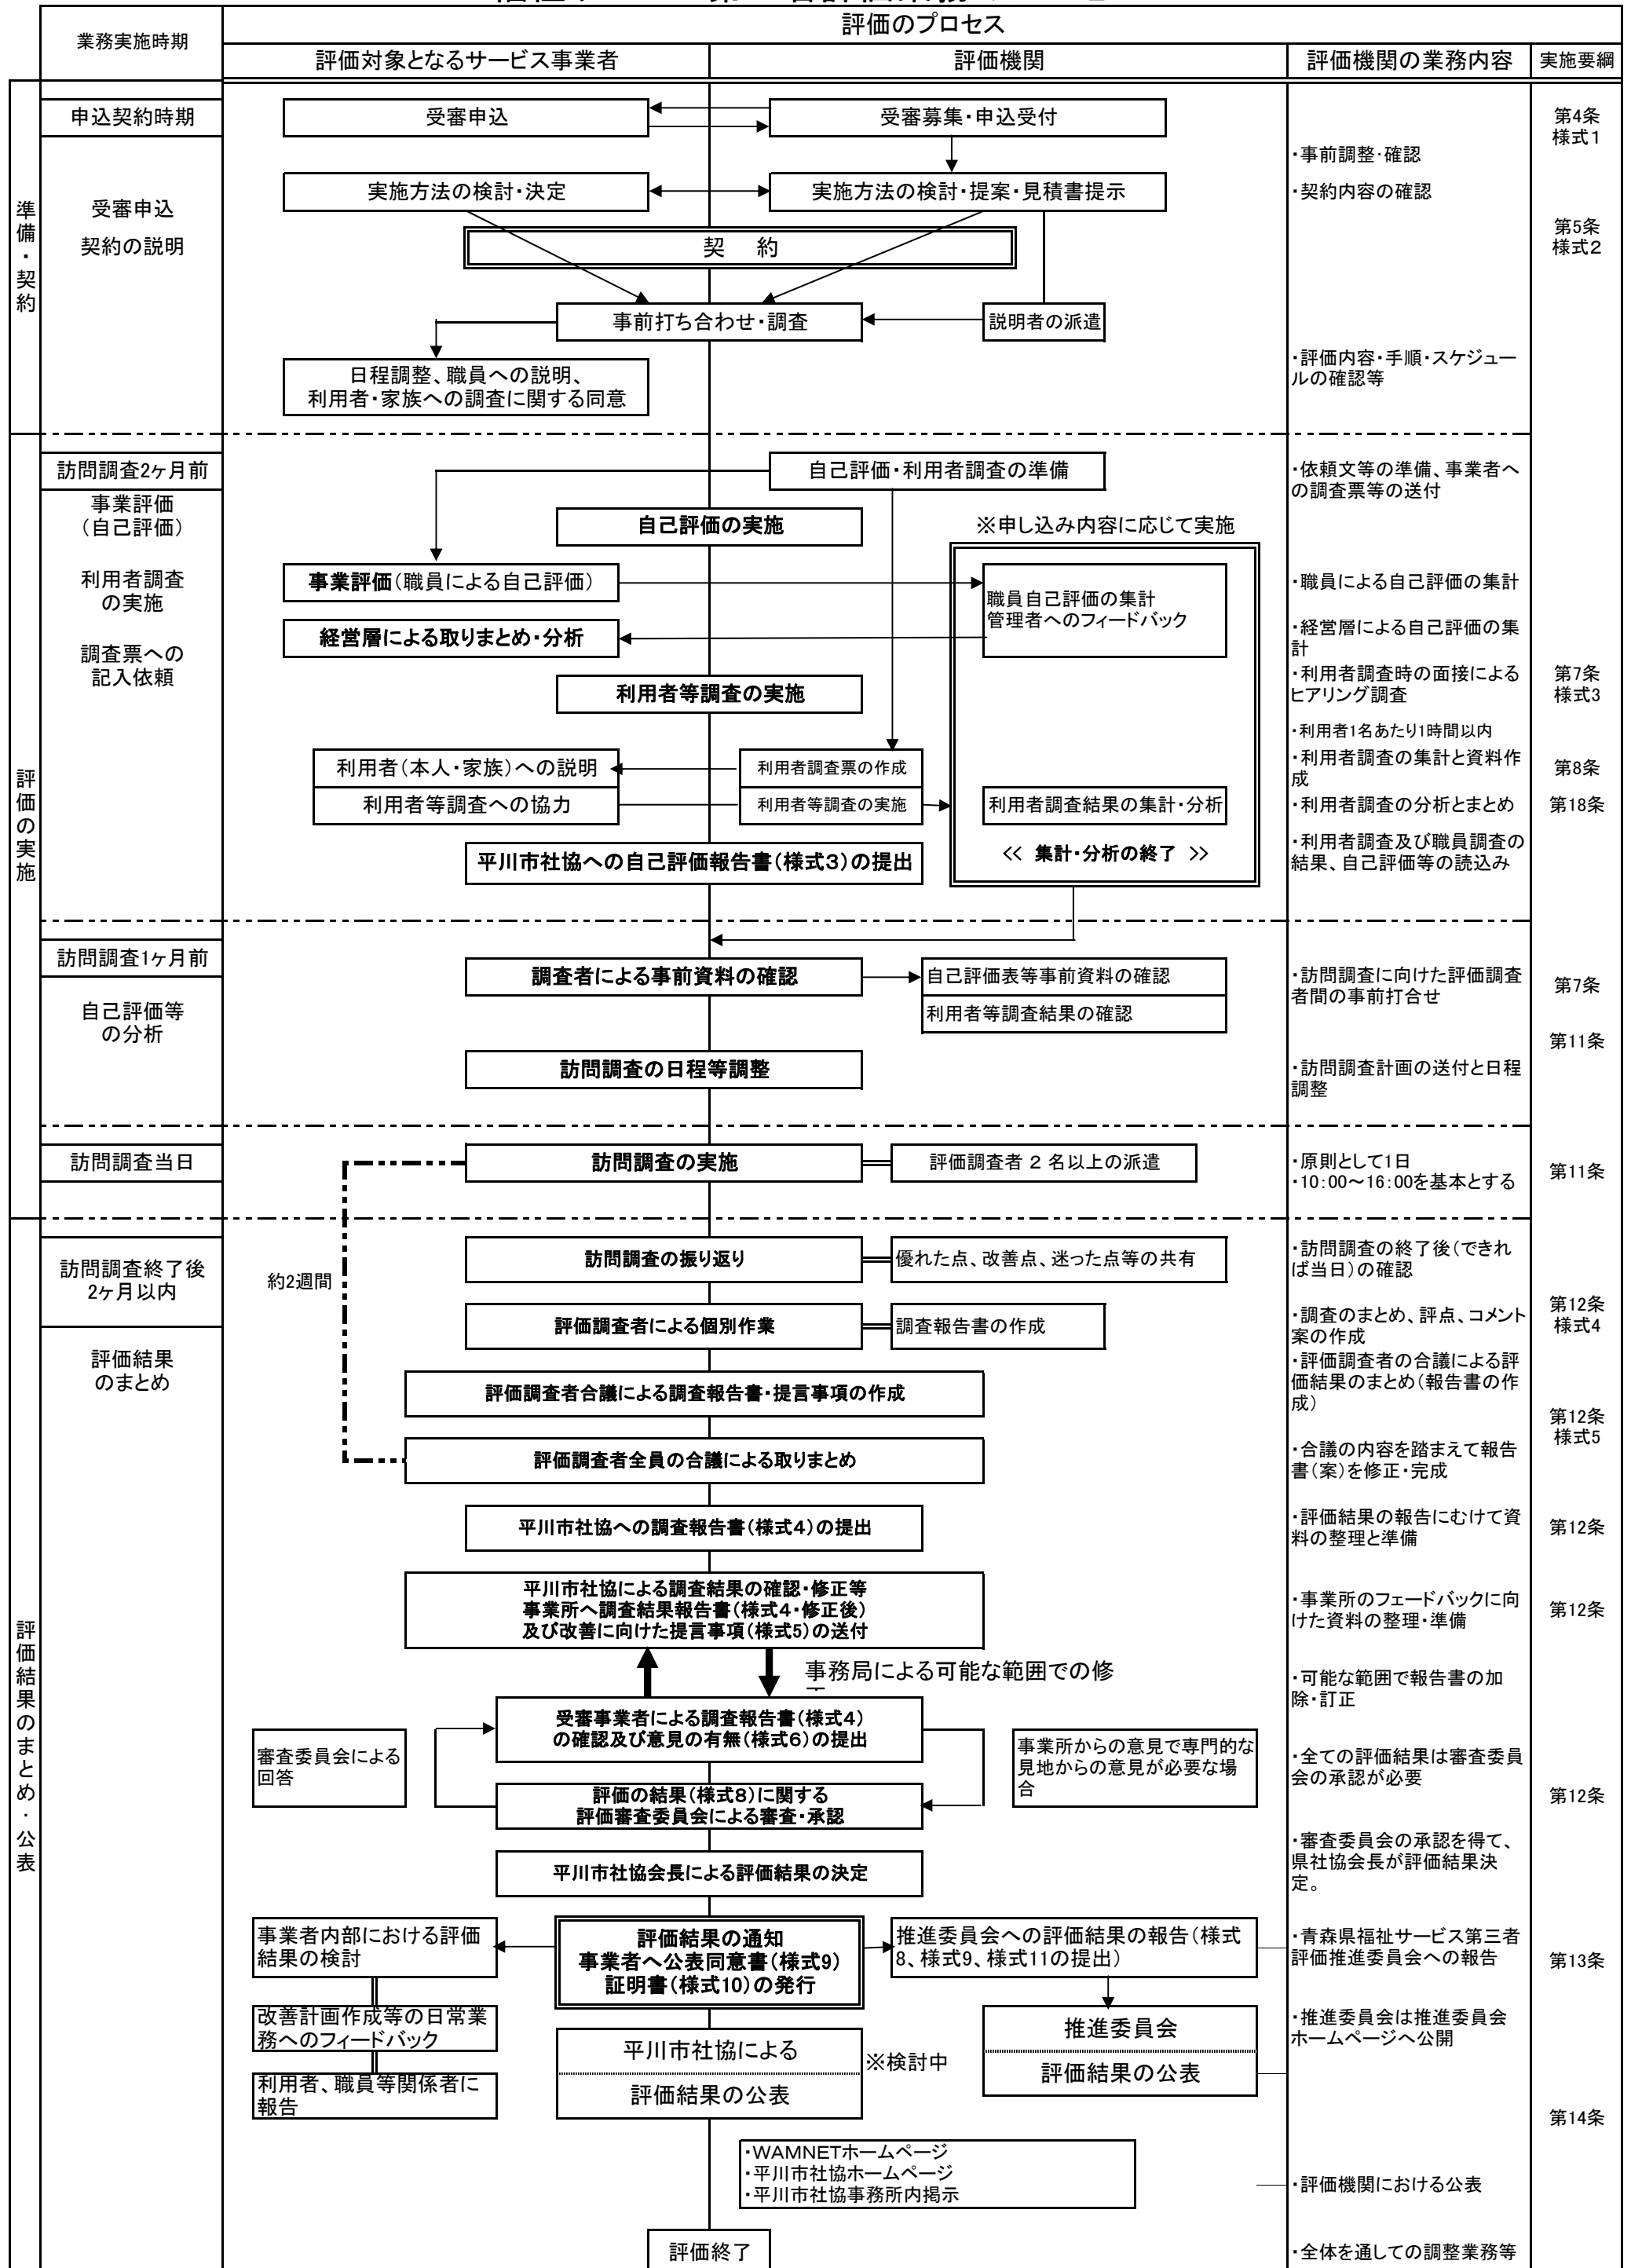 評価のプロセス
業務実施時期
評価対象となるサービス事業者
評価機関
評価機関の業務内容
実施要綱
準備・契約
申込契約時期
受審申込
受審募集・申込受付
第4条
様式1
・事前調整・確認
実施方法の検討・決定
実施方法の検討・提案・見積書提示
・契約内容の確認
受審申込
契約の説明
契 約
第5条
様式2
事前打ち合わせ・調査
説明者の派遣
日程調整、職員への説明、
利用者・家族への調査に関する同意
・評価内容・手順・スケジュー
ルの確認等
評価の実施
訪問調査2ヶ月前
自己評価・利用者調査の準備
・依頼文等の準備、事業者へ
の調査票等の送付
事業評価
（自己評価）
自己評価の実施
※申し込み内容に応じて実施
利用者調査
の実施
事業評価（職員による自己評価）
職員自己評価の集計
管理者へのフィードバック
・職員による自己評価の集計
経営層による取りまとめ・分析
・経営層による自己評価の集
計
調査票への
記入依頼
利用者等調査の実施
・利用者調査時の面接による
ヒアリング調査
第7条
様式3
・利用者1名あたり1時間以内
利用者（本人・家族）への説明
利用者調査票の作成
・利用者調査の集計と資料作
成
第8条
利用者等調査への協力
利用者等調査の実施
利用者調査結果の集計・分析
・利用者調査の分析とまとめ
第18条
平川市社協への自己評価報告書（様式3）の提出
<< 集計・分析の終了 >>
・利用者調査及び職員調査の
結果、自己評価等の読込み
訪問調査1ヶ月前
調査者による事前資料の確認
自己評価表等事前資料の確認
利用者等調査結果の確認
・訪問調査に向けた評価調査
者間の事前打合せ
第7条
自己評価等
の分析
第11条
訪問調査の日程等調整
・訪問調査計画の送付と日程
調整
訪問調査当日
訪問調査の実施
評価調査者 2 名以上の派遣
・原則として1日
・10:00～16:00を基本とする
第11条
評価結果のまとめ・公表
訪問調査終了後
2ヶ月以内
約2週間
訪問調査の振り返り
優れた点、改善点、迷った点等の共有
・訪問調査の終了後（できれ
ば当日）の確認
評価調査者による個別作業
調査報告書の作成
・調査のまとめ、評点、コメント
案の作成
第12条
様式4
評価結果
のまとめ
評価調査者合議による調査報告書・提言事項の作成
・評価調査者の合議による評
価結果のまとめ（報告書の作
成）
第12条
様式5
評価調査者全員の合議による取りまとめ
・合議の内容を踏まえて報告
書（案）を修正・完成
平川市社協への調査報告書（様式4）の提出
・評価結果の報告にむけて資
料の整理と準備
第12条
平川市社協による調査結果の確認・修正等
事業所へ調査結果報告書（様式4・修正後）
及び改善に向けた提言事項（様式5）の送付
・事業所のフェードバックに向
けた資料の整理・準備
第12条
事務局による可能な範囲での修
・可能な範囲で報告書の加
除・訂正
受審事業者による調査報告書（様式4）
の確認及び意見の有無（様式6）の提出
審査委員会による
回答
事業所からの意見で専門的な
見地からの意見が必要な場
合
・全ての評価結果は審査委員
会の承認が必要
評価の結果（様式8）に関する
評価審査委員会による審査・承認
第12条
平川市社協会長による評価結果の決定
・審査委員会の承認を得て、
県社協会長が評価結果決
定。
事業者内部における評価
結果の検討
評価結果の通知
事業者へ公表同意書（様式9）
証明書（様式10）の発行
推進委員会への評価結果の報告（様式
8、様式9、様式11の提出）
・青森県福祉サービス第三者
評価推進委員会への報告
第13条
改善計画作成等の日常業
務へのフィードバック
平川市社協による
評価結果の公表
※検討中
推進委員会
評価結果の公表
・推進委員会は推進委員会
ホームページへ公開
利用者、職員等関係者に
報告
第14条
・WAMNETホームページ
・平川市社協ホームページ
・平川市社協事務所内掲示
・評価機関における公表
評価終了
・全体を通しての調整業務等